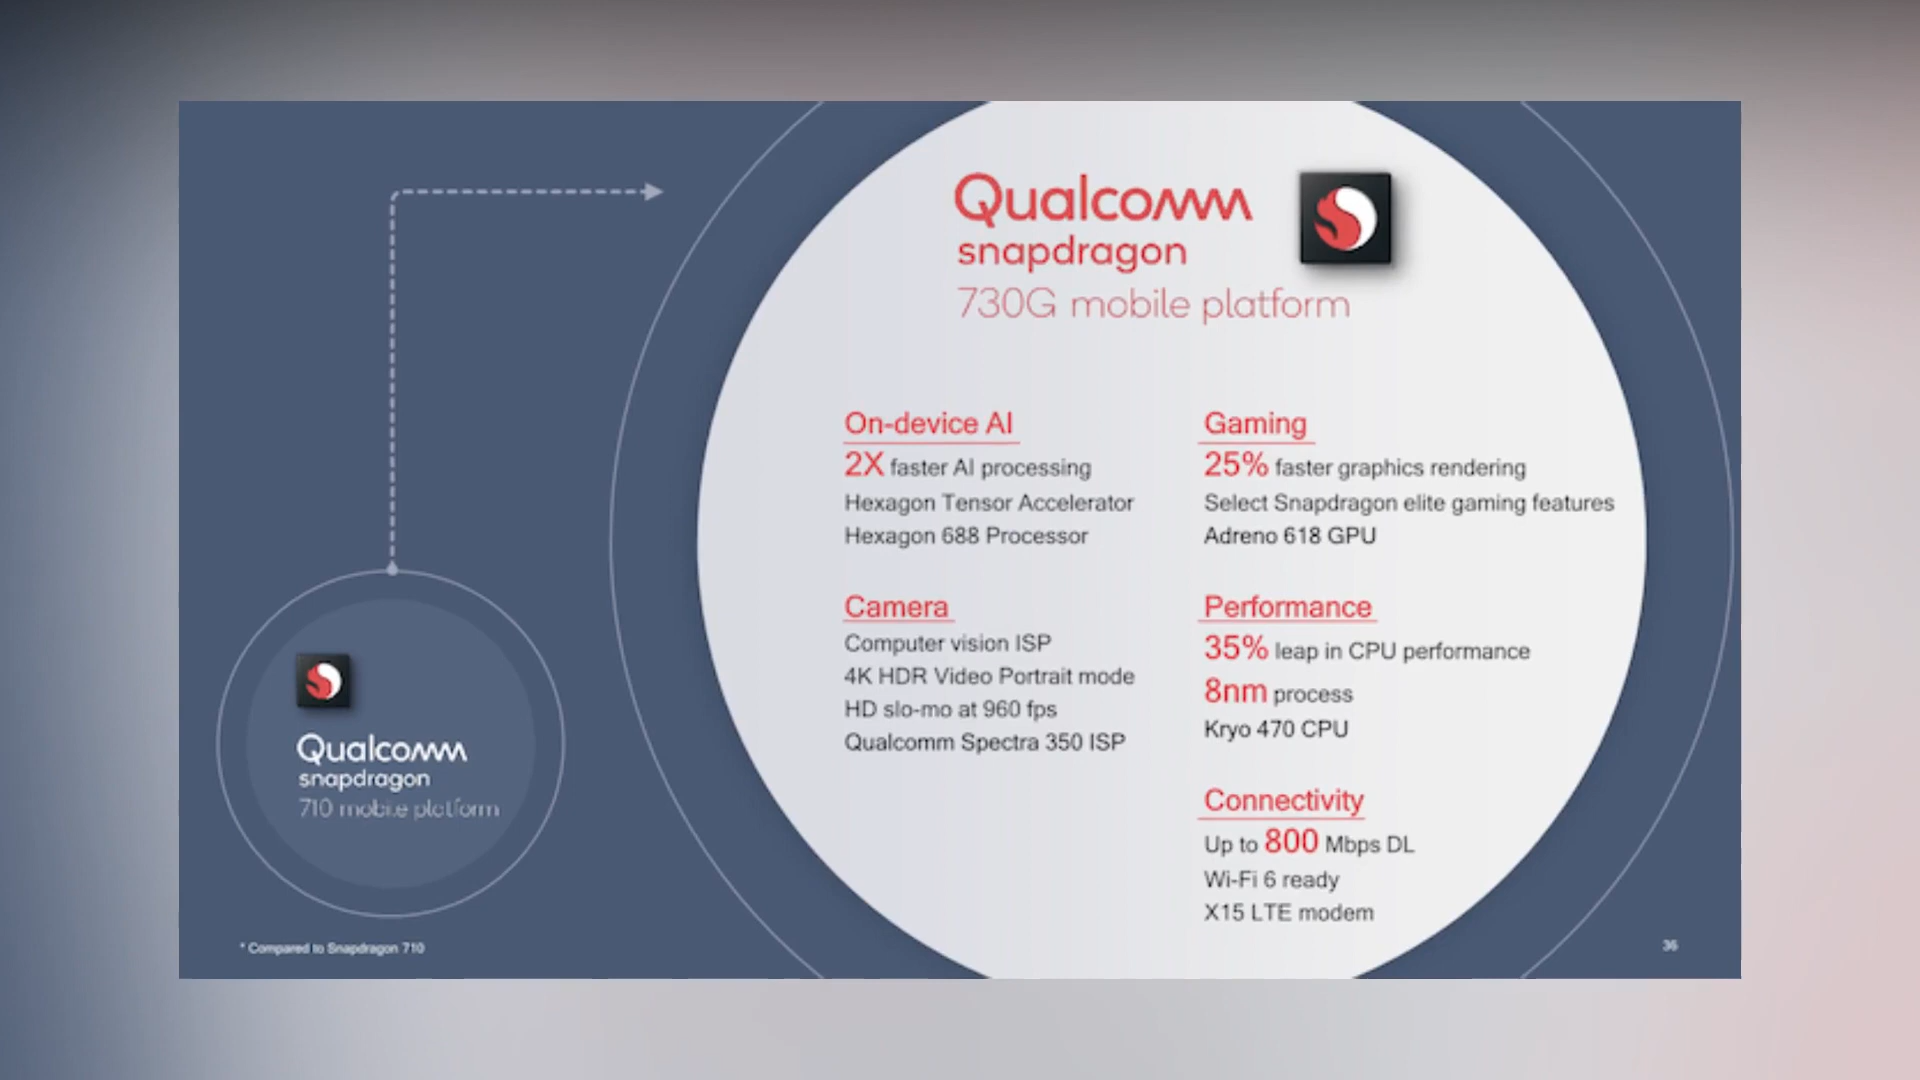 Qualcomm
snapdragon
730G mobile platform
On-device AI
2X faster AI processing
Hexagon Tensor Accelerator
Hexagon 688 Processor
Camera
Computer vision ISP
4K HDR Video Portrait mode
HD slo-mo at 960 fps
Qualcomm Spectra 350 ISP
Gaming
25% faster graphics rendering
Select Snapdragon elite gaming features
Adreno 618 GPU
Performance
35% leap in CPU performance
8nm process
Kryo 470 CPU
Connectivity
Up to 800 Mbps DL
Wi-Fi 6 ready
X15 LTE modem
Qualcomm
snapdragon
710 mobile platform
* Compared to Snapdragon 710
36